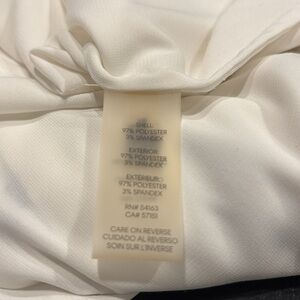 SHELL:
97% POLYESTER
3% SPANDEX
EXTERIOR:
97% POLYESTER
3% SPANDEX
EXTÉRIEUR:
97% POLYESTER
3% SPANDEX
RN# 54163
CA# 57151
CARE ON REVERSE
CUIDADO AL REVERSO
SOIN SUR L'INVERSE